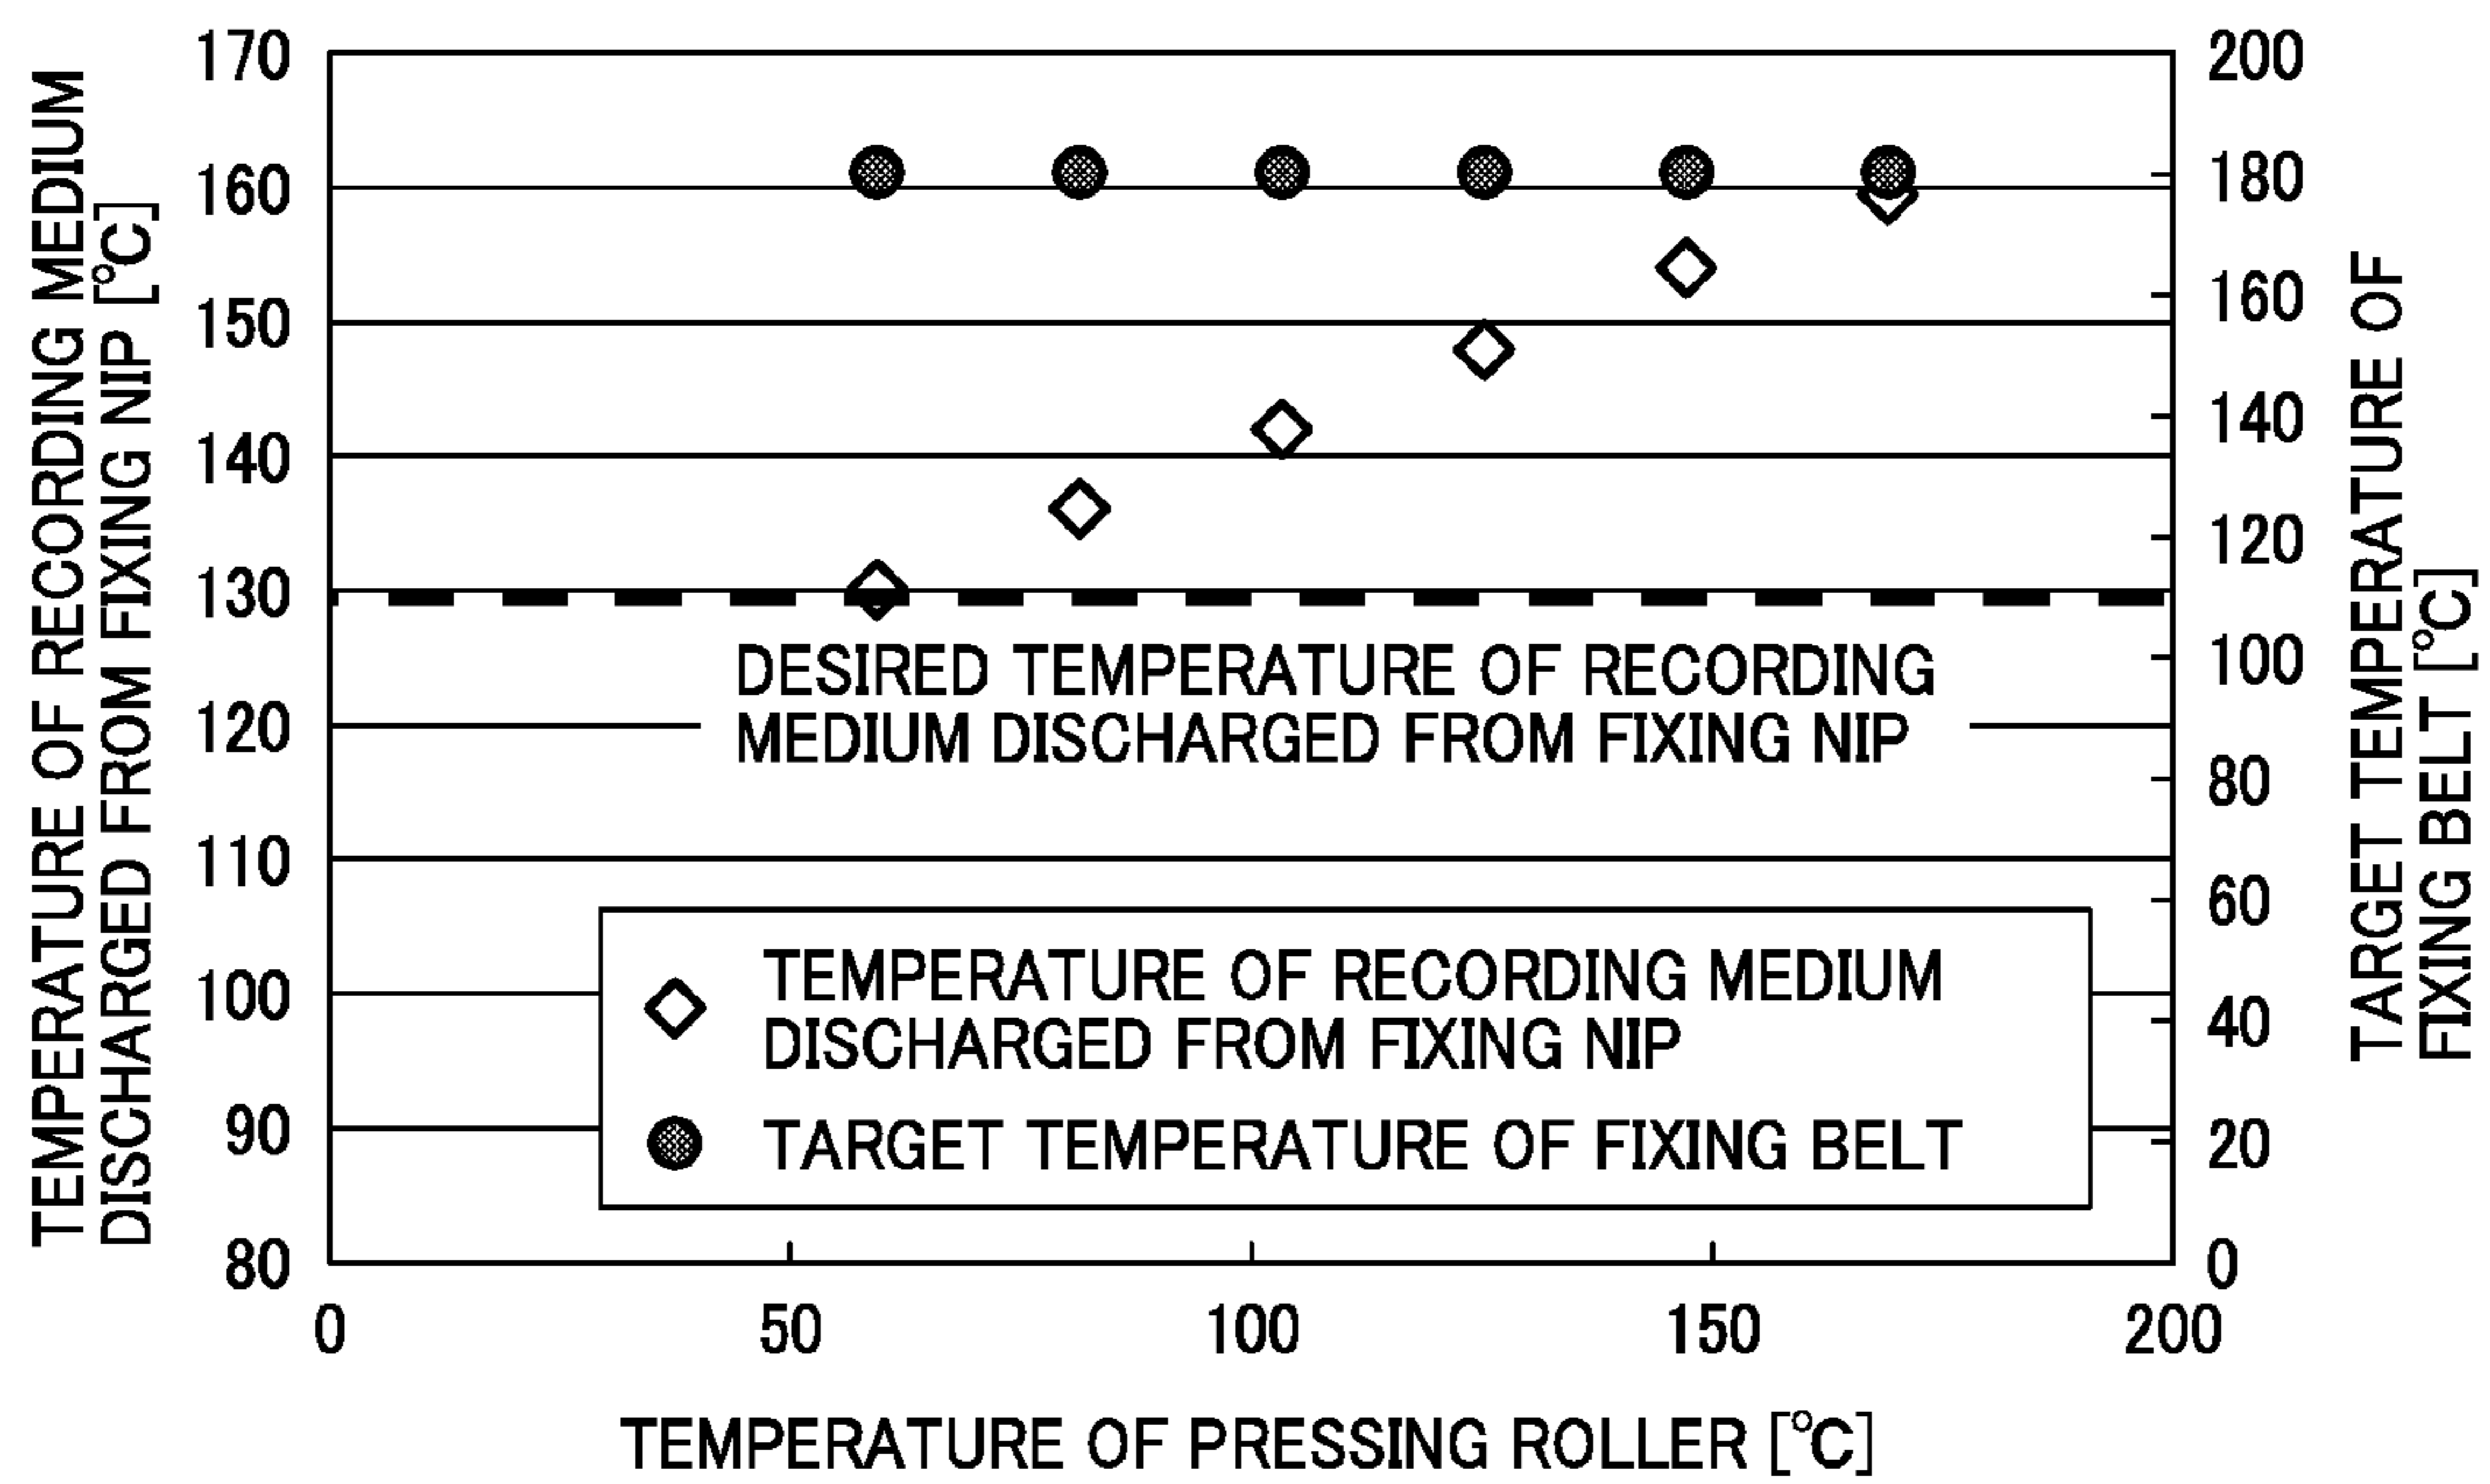 TEMPERATURE OF RECORDING MEDIUM
DISCHARGED FROM FIXING NIP [°C]
170
160
150
140
130
120
110
100
90
80
DESIRED TEMPERATURE OF RECORDING
MEDIUM DISCHARGED FROM FIXING NIP
TEMPERATURE OF RECORDING MEDIUM
DISCHARGED FROM FIXING NIP
TARGET TEMPERATURE OF FIXING BELT
200
180
160
140
120
100
80
60
40
20
0
TARGET TEMPERATURE OF
FIXING BELT [°C]
0
50
100
150
200
TEMPERATURE OF PRESSING ROLLER [°C]